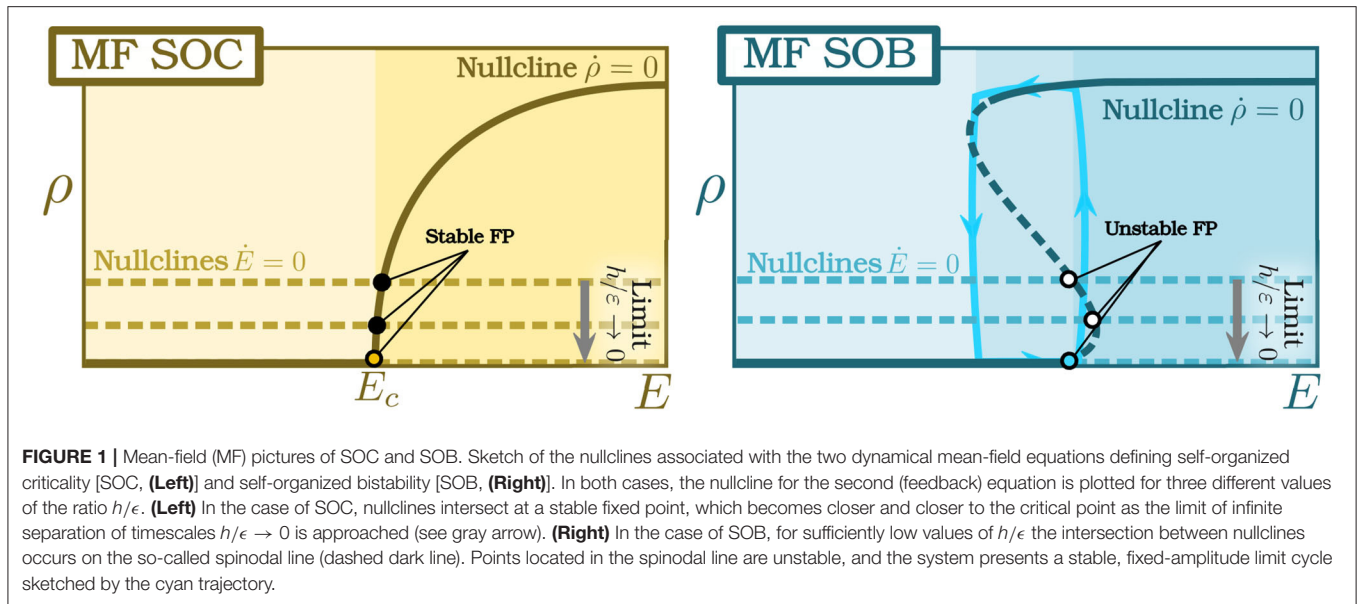 MF SOC
Nullcline ρ̇ = 0
ρ
Stable FP
Nullclines Ė = 0
Limit
h/ε → 0
E_c
E
MF SOB
Nullcline ρ̇ = 0
ρ
Unstable FP
Nullclines Ė = 0
Limit
h/ε → 0
E
FIGURE 1 | Mean-field (MF) pictures of SOC and SOB. Sketch of the nullclines associated with the two dynamical mean-field equations defining self-organized
criticality [SOC, (Left)] and self-organized bistability [SOB, (Right)]. In both cases, the nullcline for the second (feedback) equation is plotted for three different values
of the ratio h/ϵ. (Left) In the case of SOC, nullclines intersect at a stable fixed point, which becomes closer and closer to the critical point as the limit of infinite
separation of timescales h/ϵ → 0 is approached (see gray arrow). (Right) In the case of SOB, for sufficiently low values of h/ϵ the intersection between nullclines
occurs on the so-called spinodal line (dashed dark line). Points located in the spinodal line are unstable, and the system presents a stable, fixed-amplitude limit cycle
sketched by the cyan trajectory.